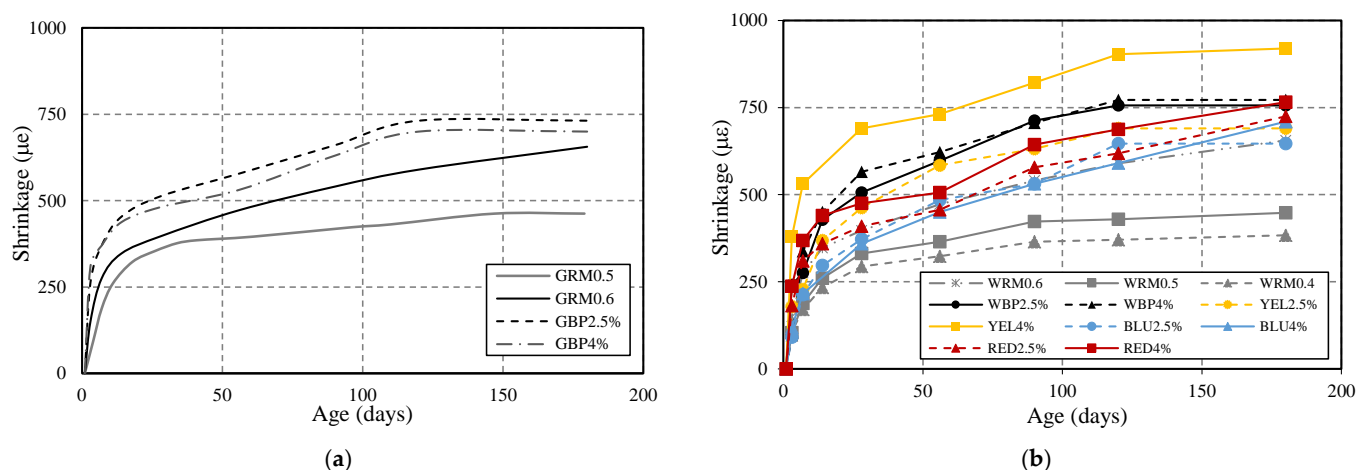 1000
750
500
250
0
Shrinkage (µe)
0 50 100 150 200
Age (days)
GRM0.5
GRM0.6
GBP2.5%
GBP4%
(a)
1000
750
500
250
0
Shrinkage (µε)
0 50 100 150 200
Age (days)
WRM0.6 WRM0.5 WRM0.4
WBP2.5% WBP4% YEL2.5%
YEL4% BLU2.5% BLU4%
RED2.5% RED4%
(b)